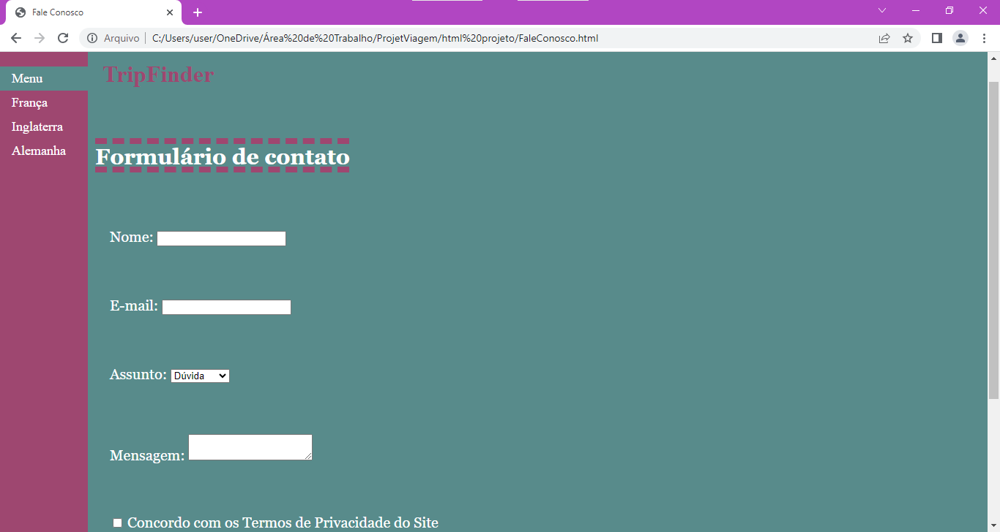 Fale Conosco
Arquivo | C:/Users/user/OneDrive/Área%20de%20Trabalho/ProjetViagem/html%20projeto/FaleConosco.html
Menu
França
Inglaterra
Alemanha
TripFinder
Formulário de contato
Nome:
E-mail:
Assunto: Dúvida
Mensagem:
Concordo com os Termos de Privacidade do Site